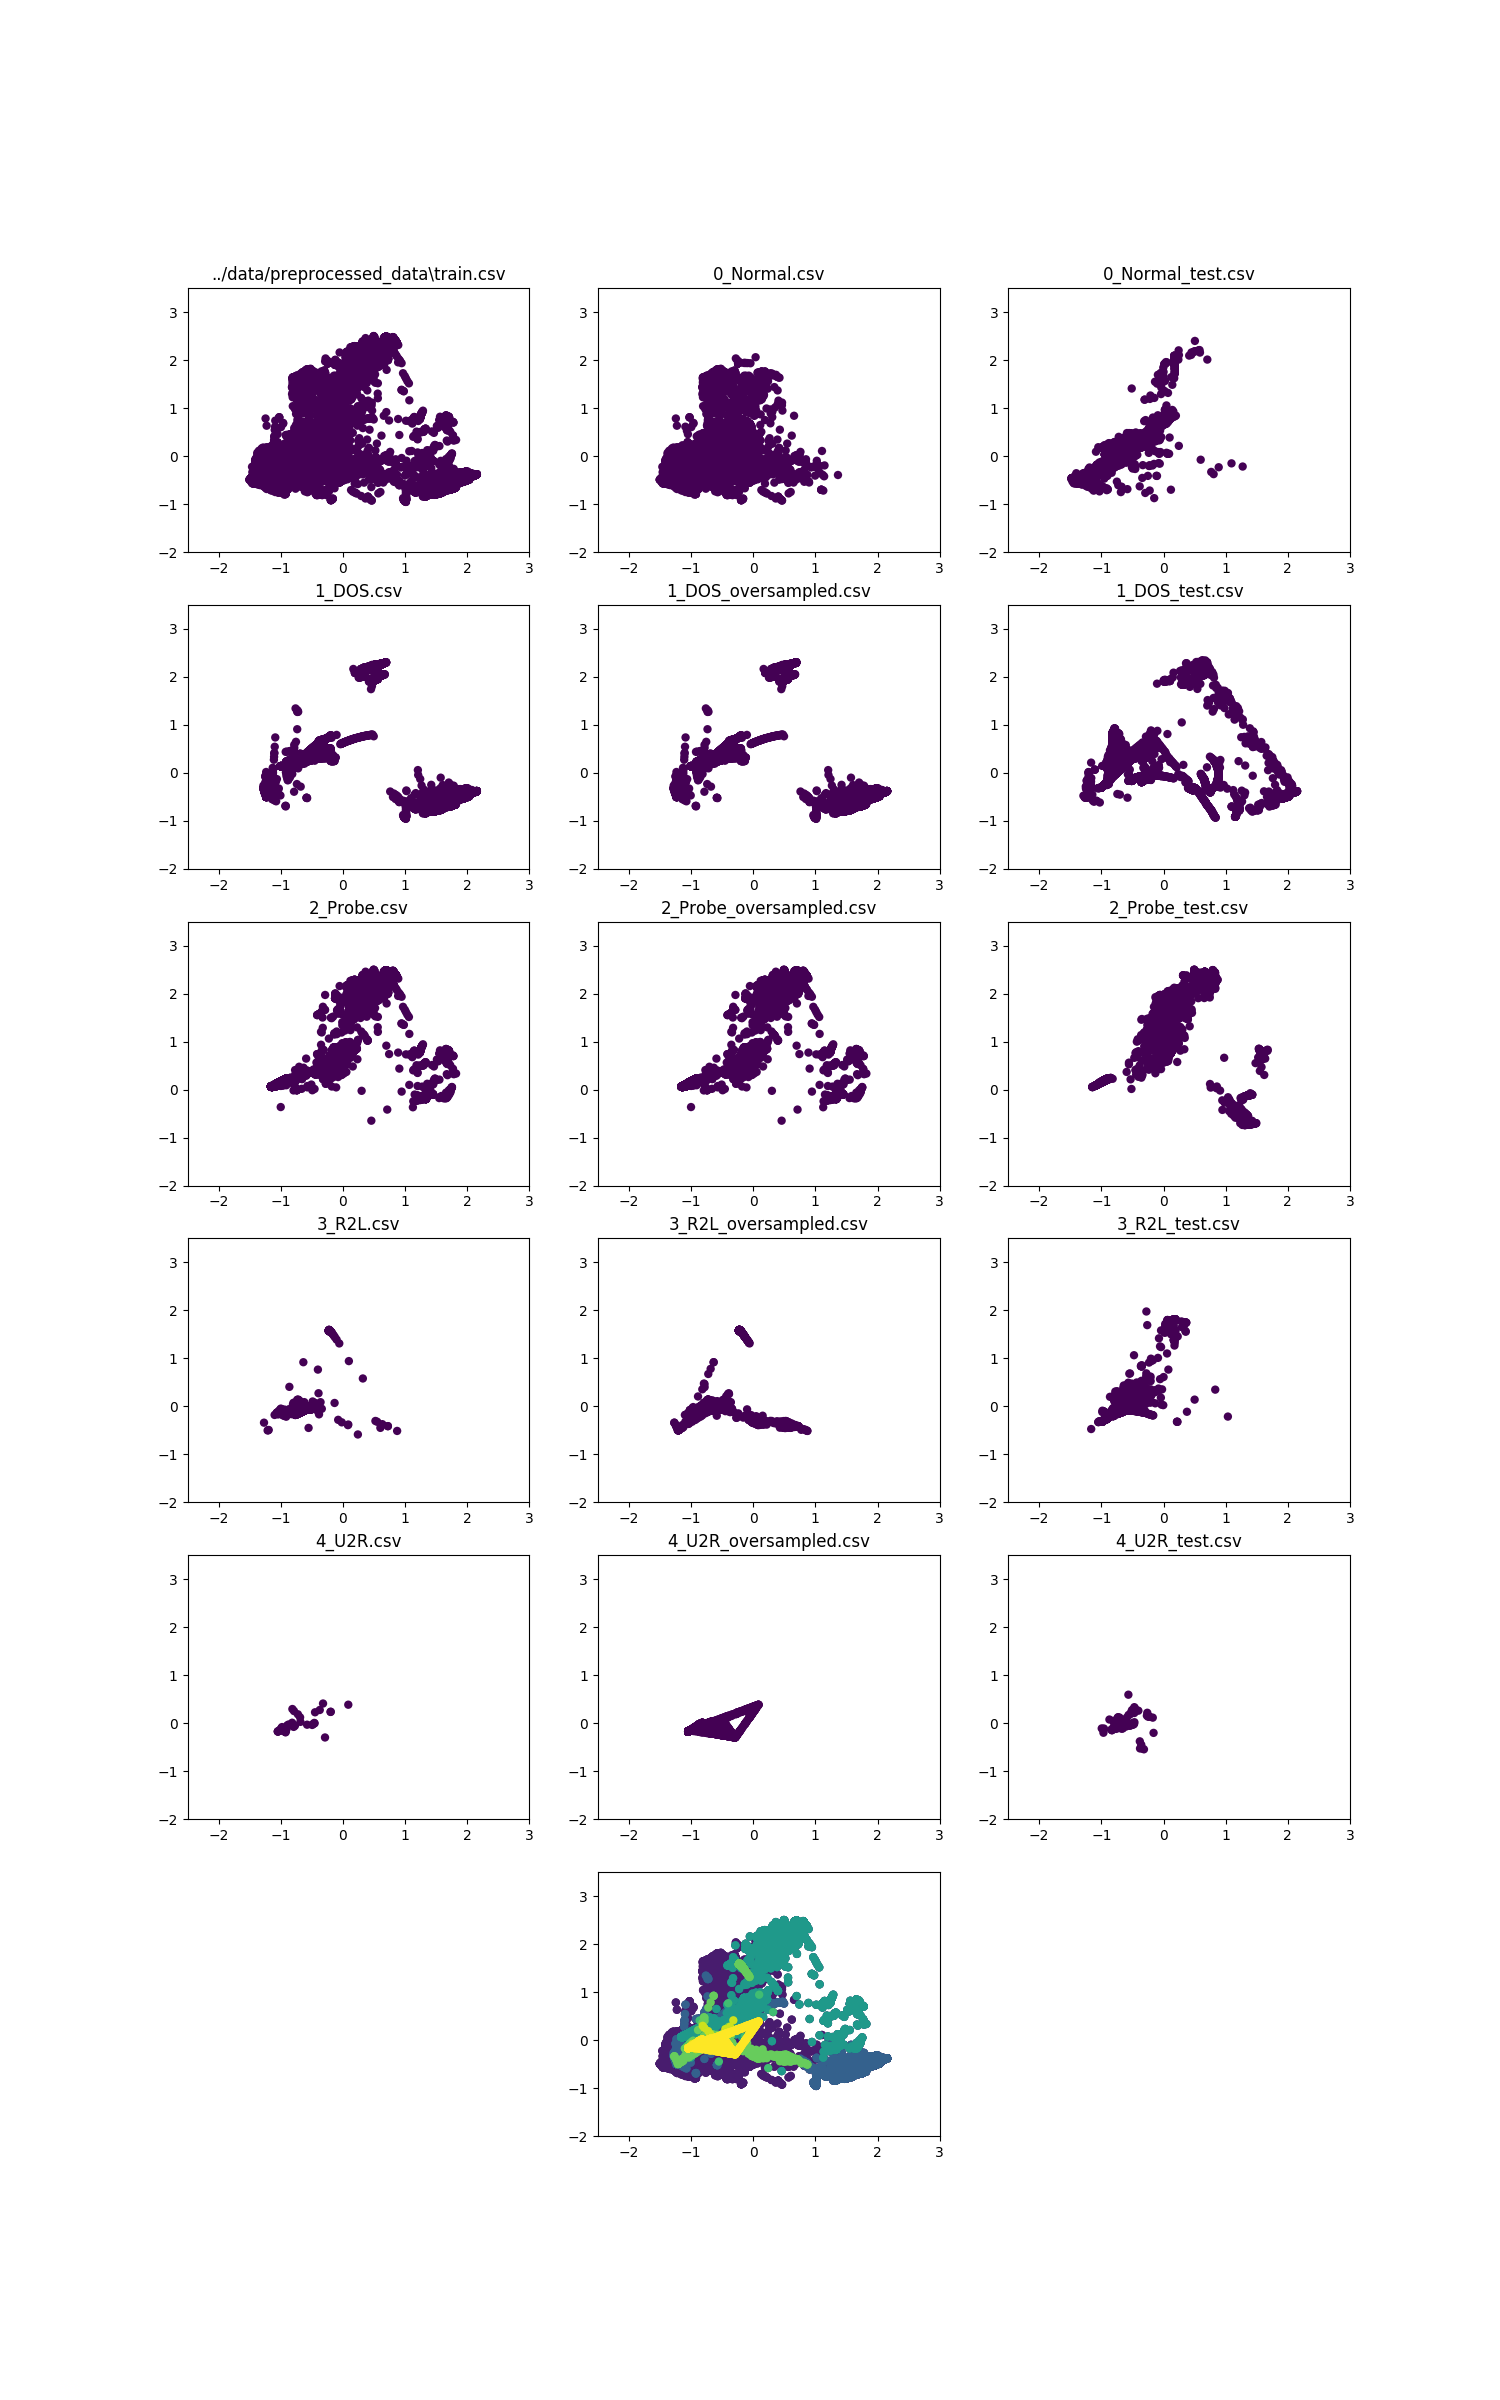 ../data/preprocessed_data\train.csv 0_Normal.csv 0_Normal_test.csv
3 3 3
2 2 2
1 1 1
0 0 0
−1 −1 −1
−2 −2 −2
−2 −1 0 1 2 3 −2 −1 0 1 2 3 −2 −1 0 1 2 3
1_DOS.csv 1_DOS_oversampled.csv 1_DOS_test.csv
3 3 3
2 2 2
1 1 1
0 0 0
−1 −1 −1
−2 −2 −2
−2 −1 0 1 2 3 −2 −1 0 1 2 3 −2 −1 0 1 2 3
2_Probe.csv 2_Probe_oversampled.csv 2_Probe_test.csv
3 3 3
2 2 2
1 1 1
0 0 0
−1 −1 −1
−2 −2 −2
−2 −1 0 1 2 3 −2 −1 0 1 2 3 −2 −1 0 1 2 3
3_R2L.csv 3_R2L_oversampled.csv 3_R2L_test.csv
3 3 3
2 2 2
1 1 1
0 0 0
−1 −1 −1
−2 −2 −2
−2 −1 0 1 2 3 −2 −1 0 1 2 3 −2 −1 0 1 2 3
4_U2R.csv 4_U2R_oversampled.csv 4_U2R_test.csv
3 3 3
2 2 2
1 1 1
0 0 0
−1 −1 −1
−2 −2 −2
−2 −1 0 1 2 3 −2 −1 0 1 2 3 −2 −1 0 1 2 3
3
2
1
0
−1
−2
−2 −1 0 1 2 3